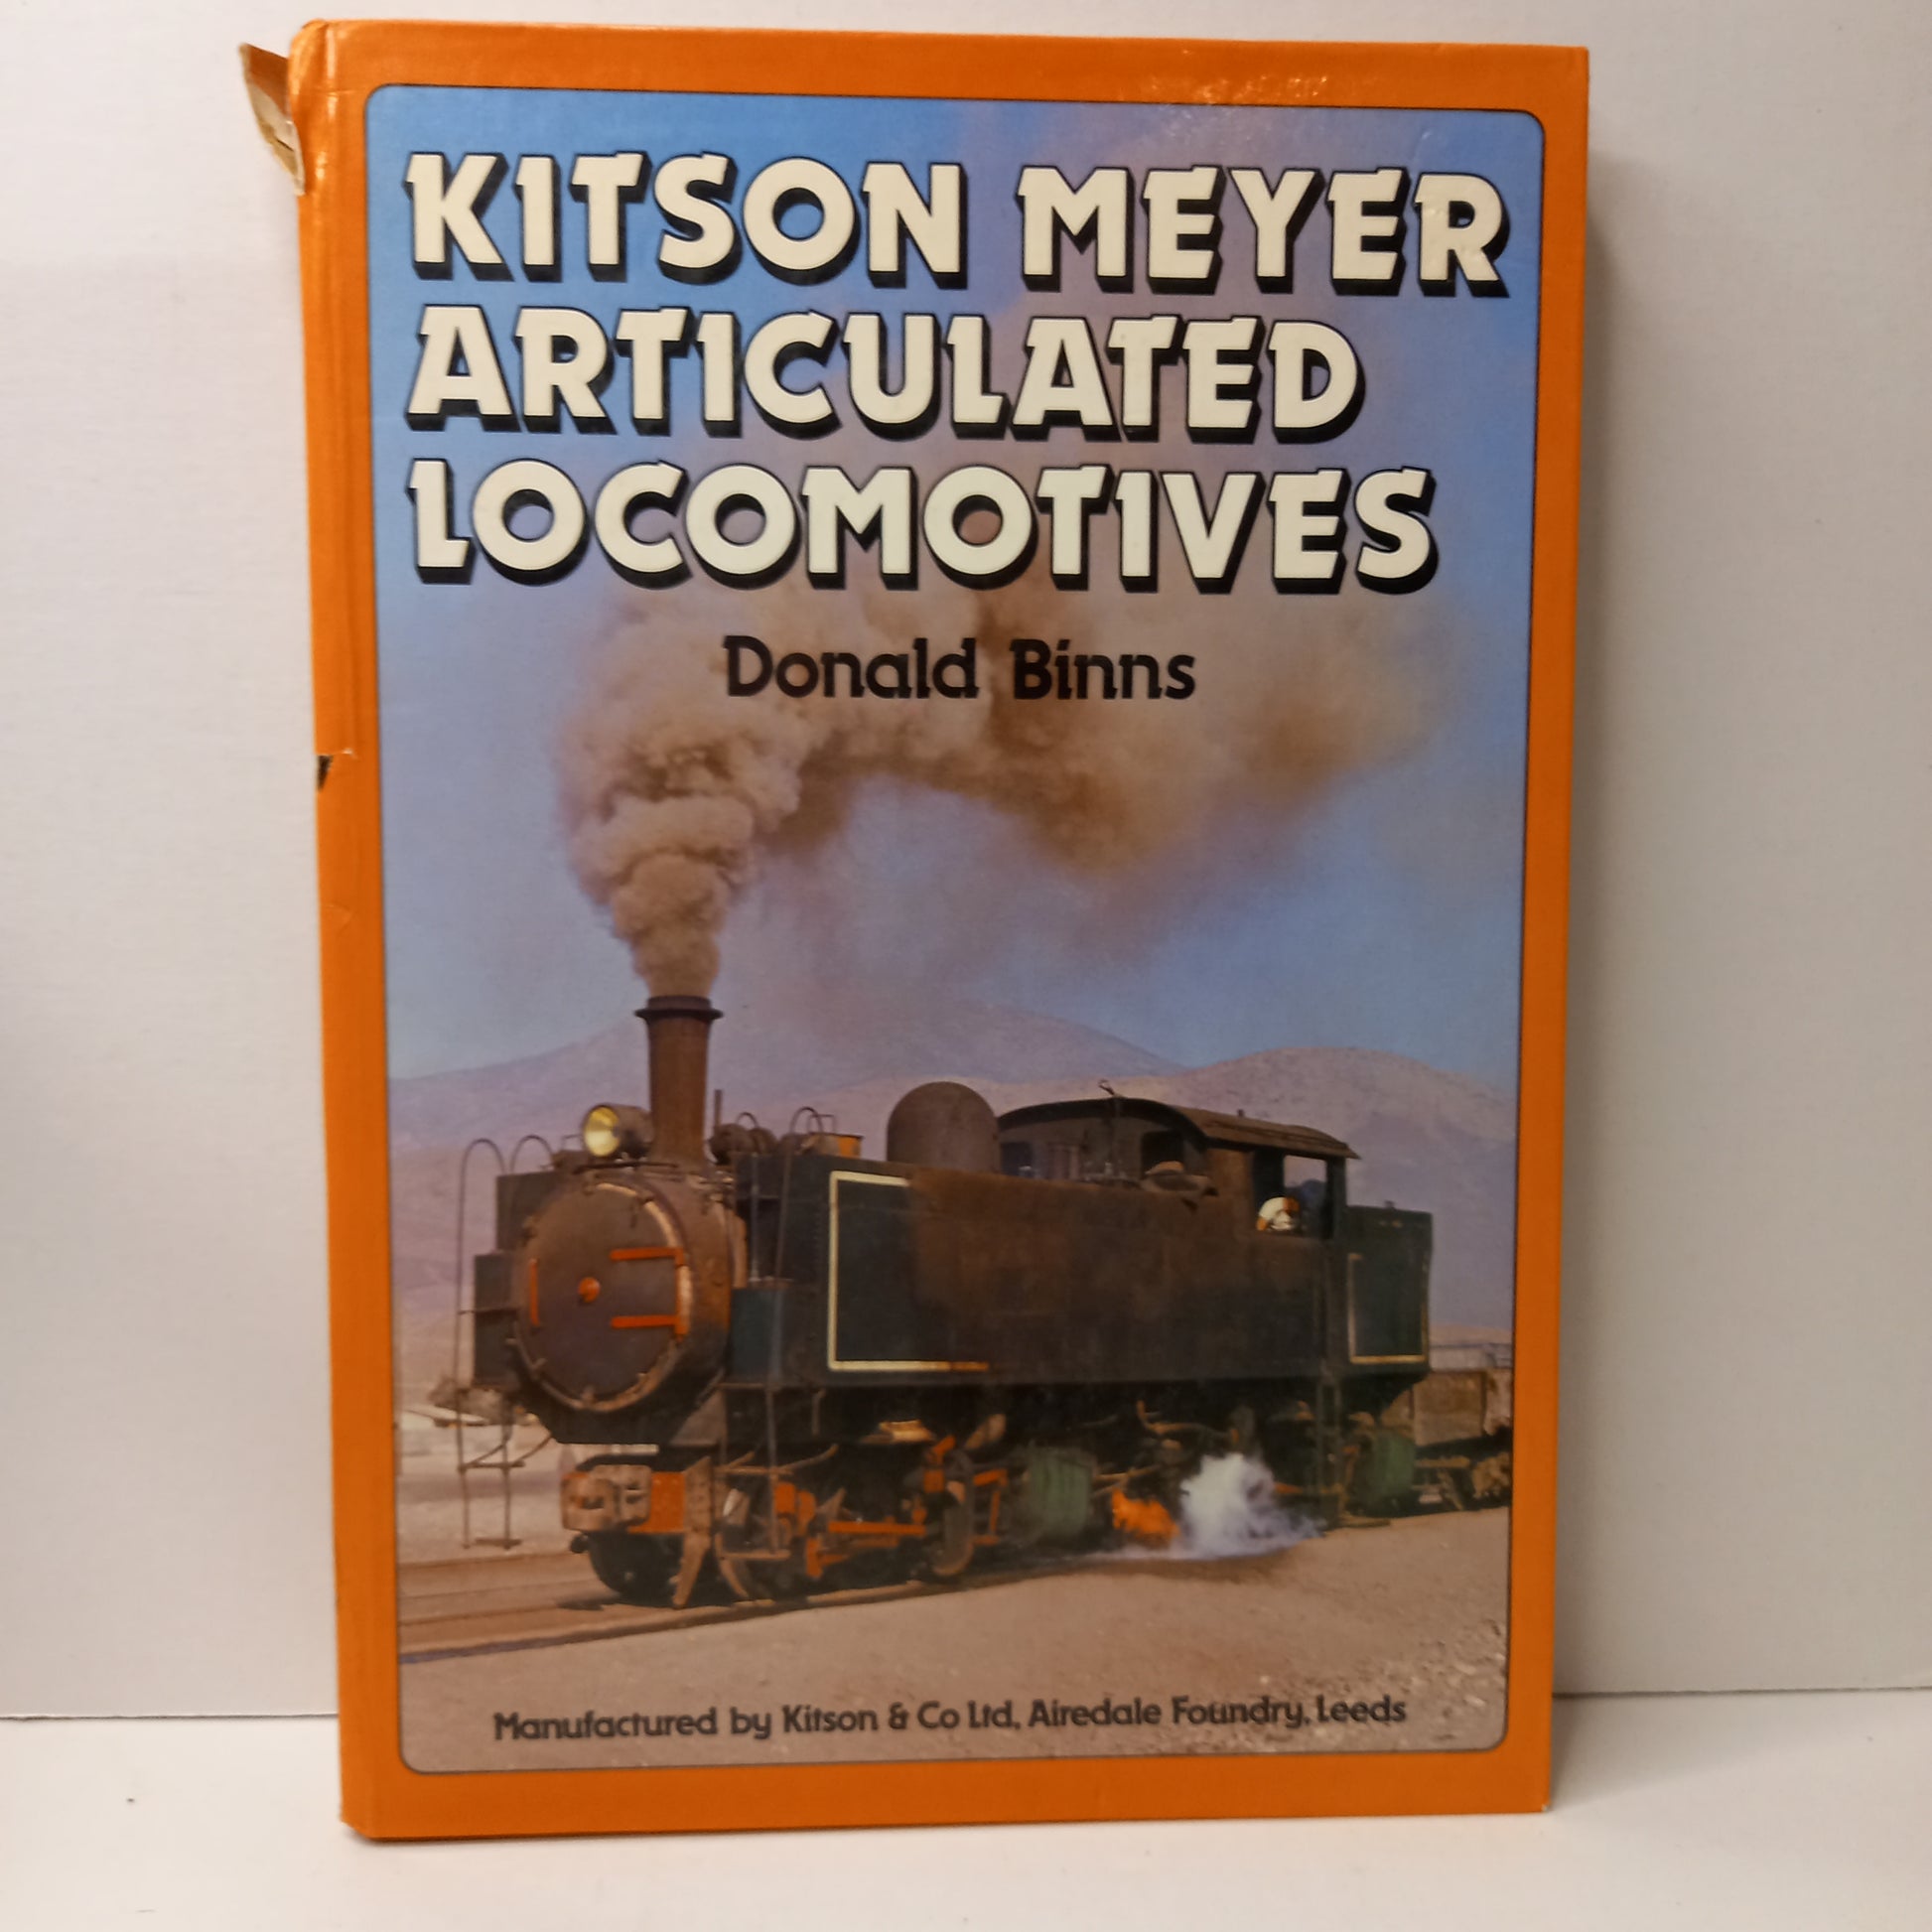 KITSON MEYER
ARTICULATED
LOCOMOTIVES
Donald Binns
Manufactured by Kitson & Co Ltd, Airedale Foundry, Leeds